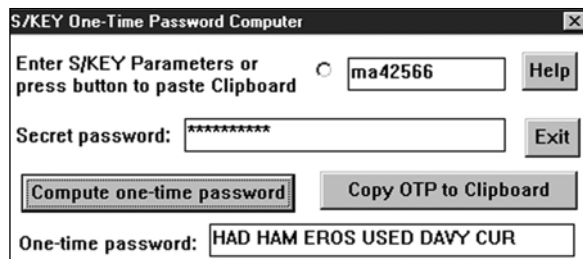 S/KEY One-Time Password Computer
Enter S/KEY Parameters or
press button to paste Clipboard
ma42566
Help
Secret password:
**********
Exit
Compute one-time password
Copy OTP to Clipboard
One-time password:
HAD HAM EROS USED DAVY CUR